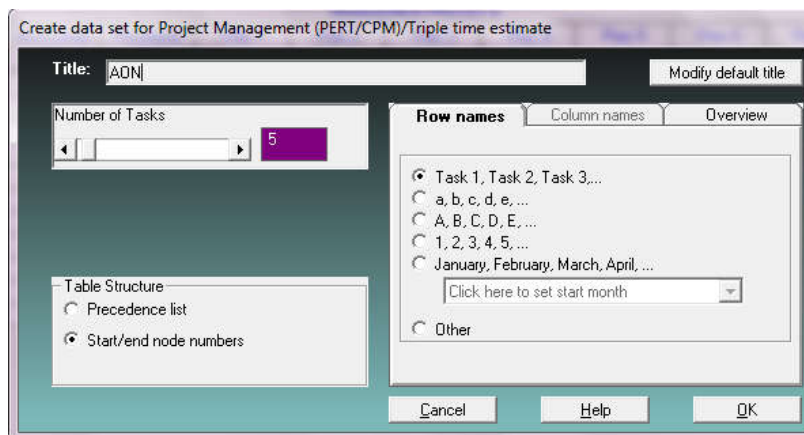 Create data set for Project Management (PERT/CPM)/Triple time estimate
Title: AON
Modify default title
Number of Tasks
5
Row names
Column names
Overview
Task 1, Task 2, Task 3,...
a, b, c, d, e, ...
A, B, C, D, E, ...
1, 2, 3, 4, 5, ...
January, February, March, April, ...
Click here to set start month
Other
Table Structure
Precedence list
Start/end node numbers
Cancel
Help
OK